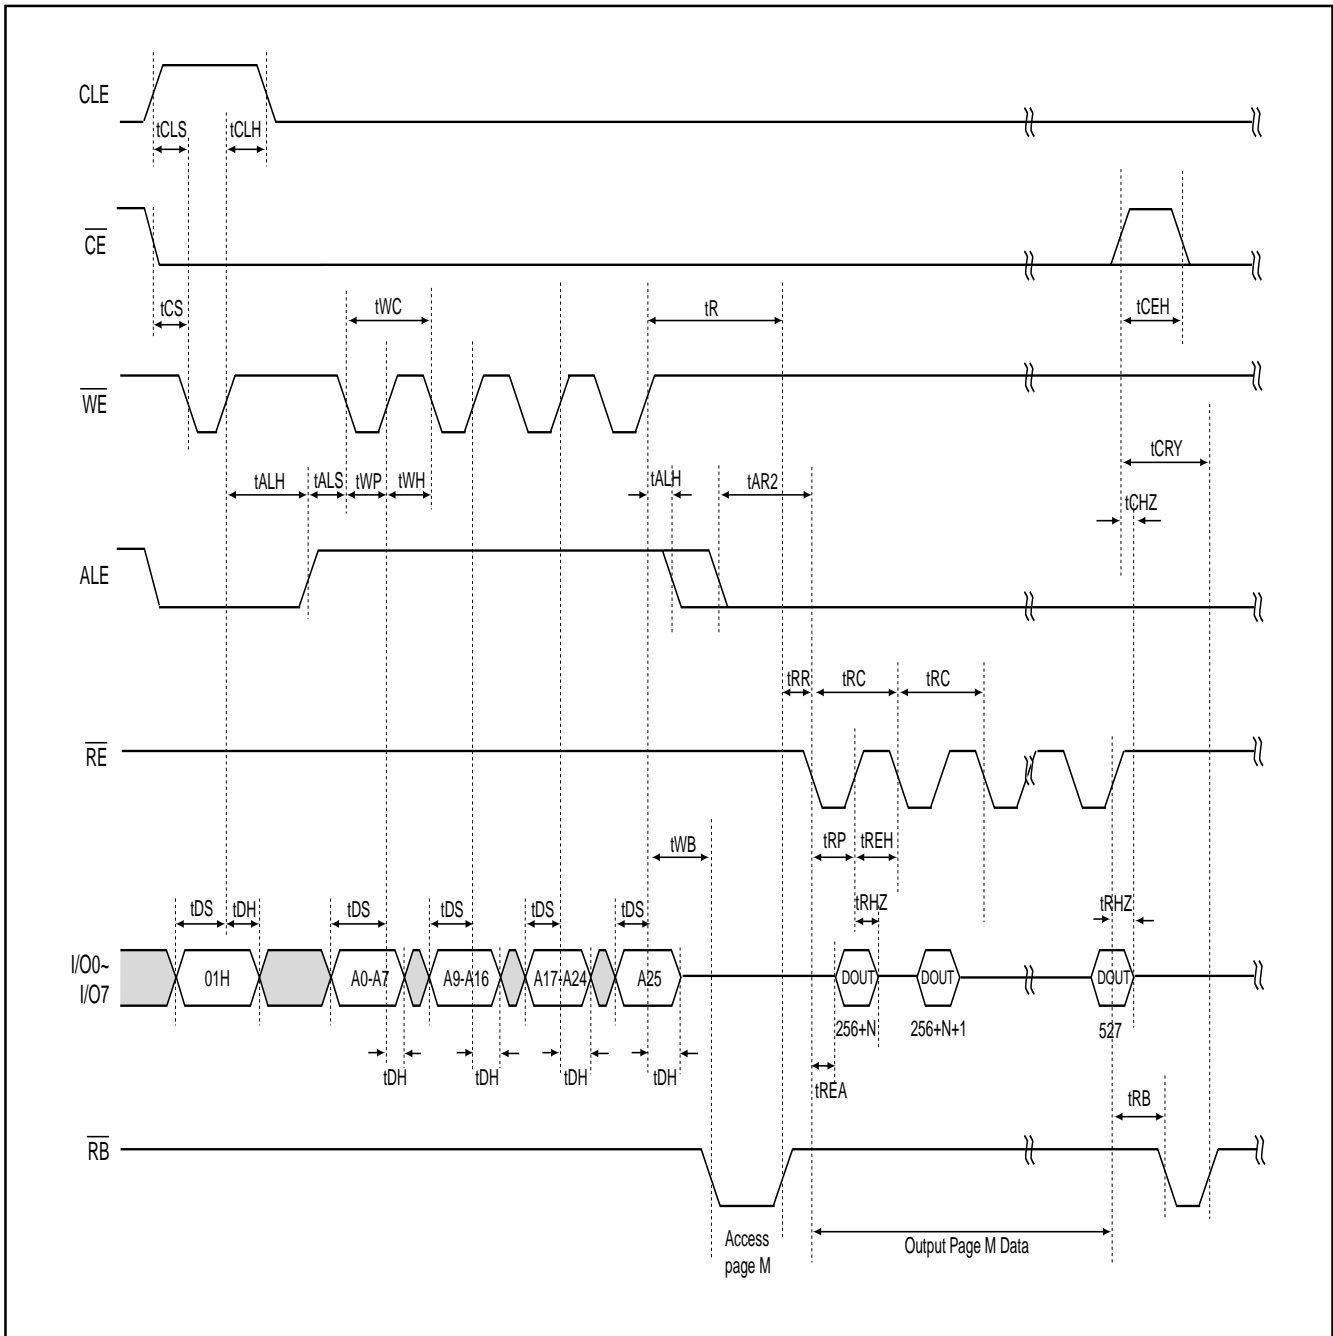 CLE
tCLS tCLH
CE
tCS tWC tR tCEH
WE
tCRY
tALH tALS tWP tWH tALH tAR2
tCHZ
ALE
tRR tRC tRC
RE
tWB tRP tREH
tDS tDH tDS tDS tDS tDS tRHZ tRHZ
I/O0~
I/O7
01H A0-A7 A9-A16 A17-A24 A25 DOUT DOUT DOUT
256+N 256+N+1 527
tDH tDH tDH tDH tREA
tRB
RB
Access
page M
Output Page M Data